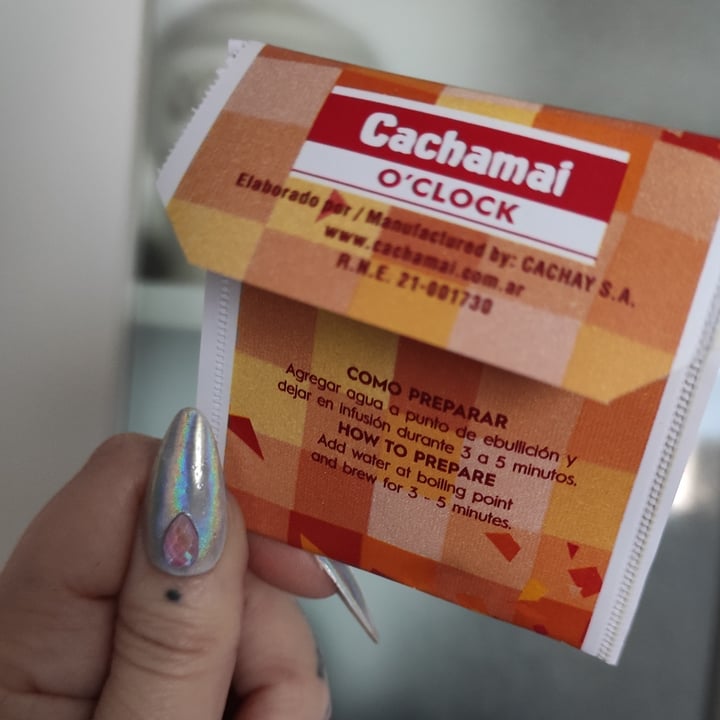 Cachamai
O'CLOCK
Elaborado por / Manufactured by: CACHAY S.A.
www.cachamai.com.ar
R.N.E. 21-001730
COMO PREPARAR
Agregar agua a punto de ebullición y
dejar en infusión durante 3 a 5 minutos.
HOW TO PREPARE
Add water at boiling point
and brew for 3 - 5 minutes.